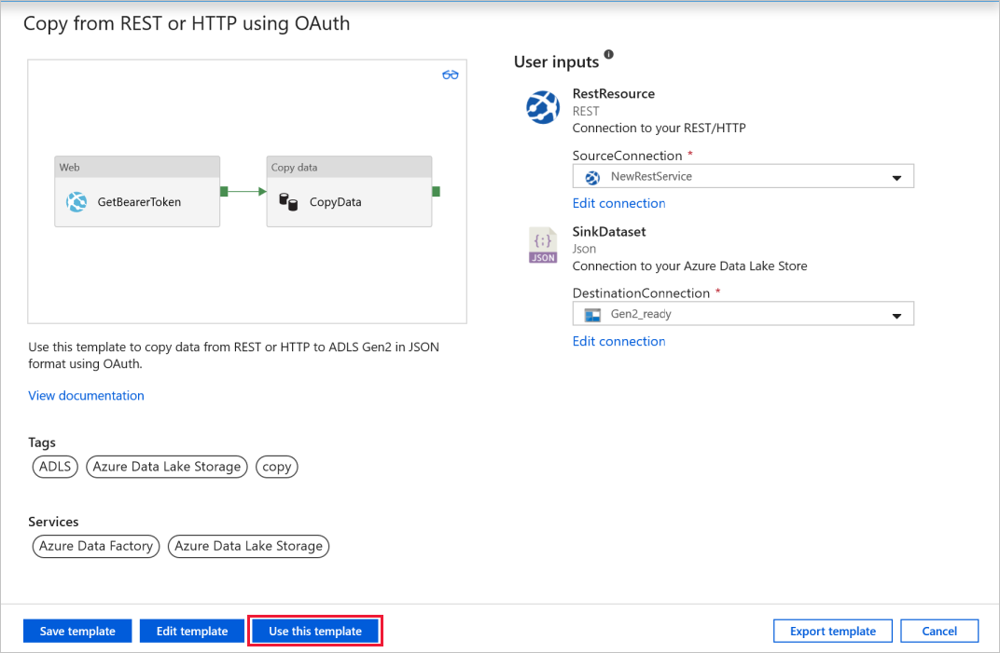 Copy from REST or HTTP using OAuth
Web
GetBearerToken
Copy data
CopyData
Use this template to copy data from REST or HTTP to ADLS Gen2 in JSON
format using OAuth.
View documentation
Tags
ADLS
Azure Data Lake Storage
copy
Services
Azure Data Factory
Azure Data Lake Storage
User inputs
RestResource
REST
Connection to your REST/HTTP
SourceConnection *
NewRestService
Edit connection
{:}
JSON
SinkDataset
Json
Connection to your Azure Data Lake Store
DestinationConnection *
Gen2_ready
Edit connection
Save template
Edit template
Use this template
Export template
Cancel